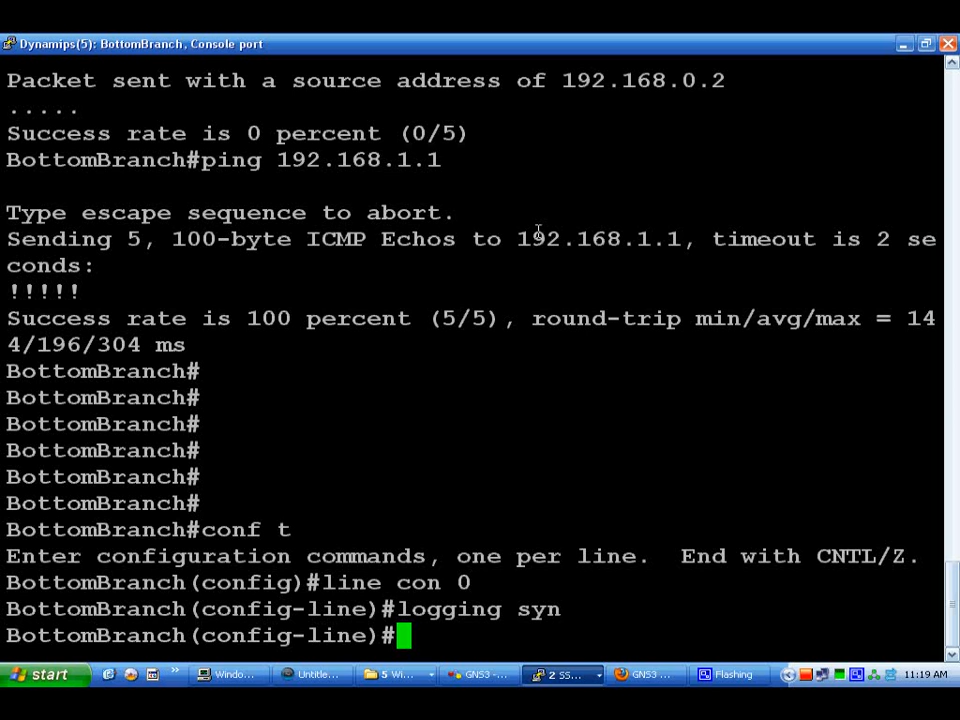 Dynamips(5): BottomBranch, Console port
Packet sent with a source address of 192.168.0.2
.....
Success rate is 0 percent (0/5)
BottomBranch#ping 192.168.1.1
Type escape sequence to abort.
Sending 5, 100-byte ICMP Echos to 192.168.1.1, timeout is 2 se
conds:
!!!!!
Success rate is 100 percent (5/5), round-trip min/avg/max = 14
4/196/304 ms
BottomBranch#
BottomBranch#
BottomBranch#
BottomBranch#
BottomBranch#
BottomBranch#
BottomBranch#conf t
Enter configuration commands, one per line.  End with CNTL/Z.
BottomBranch(config)#line con 0
BottomBranch(config-line)#logging syn
BottomBranch(config-line)#
start » Windo... Untitle... 5 Wi... GNS3 -... 2 SS... GNS3 ... Flashing 11:19 AM